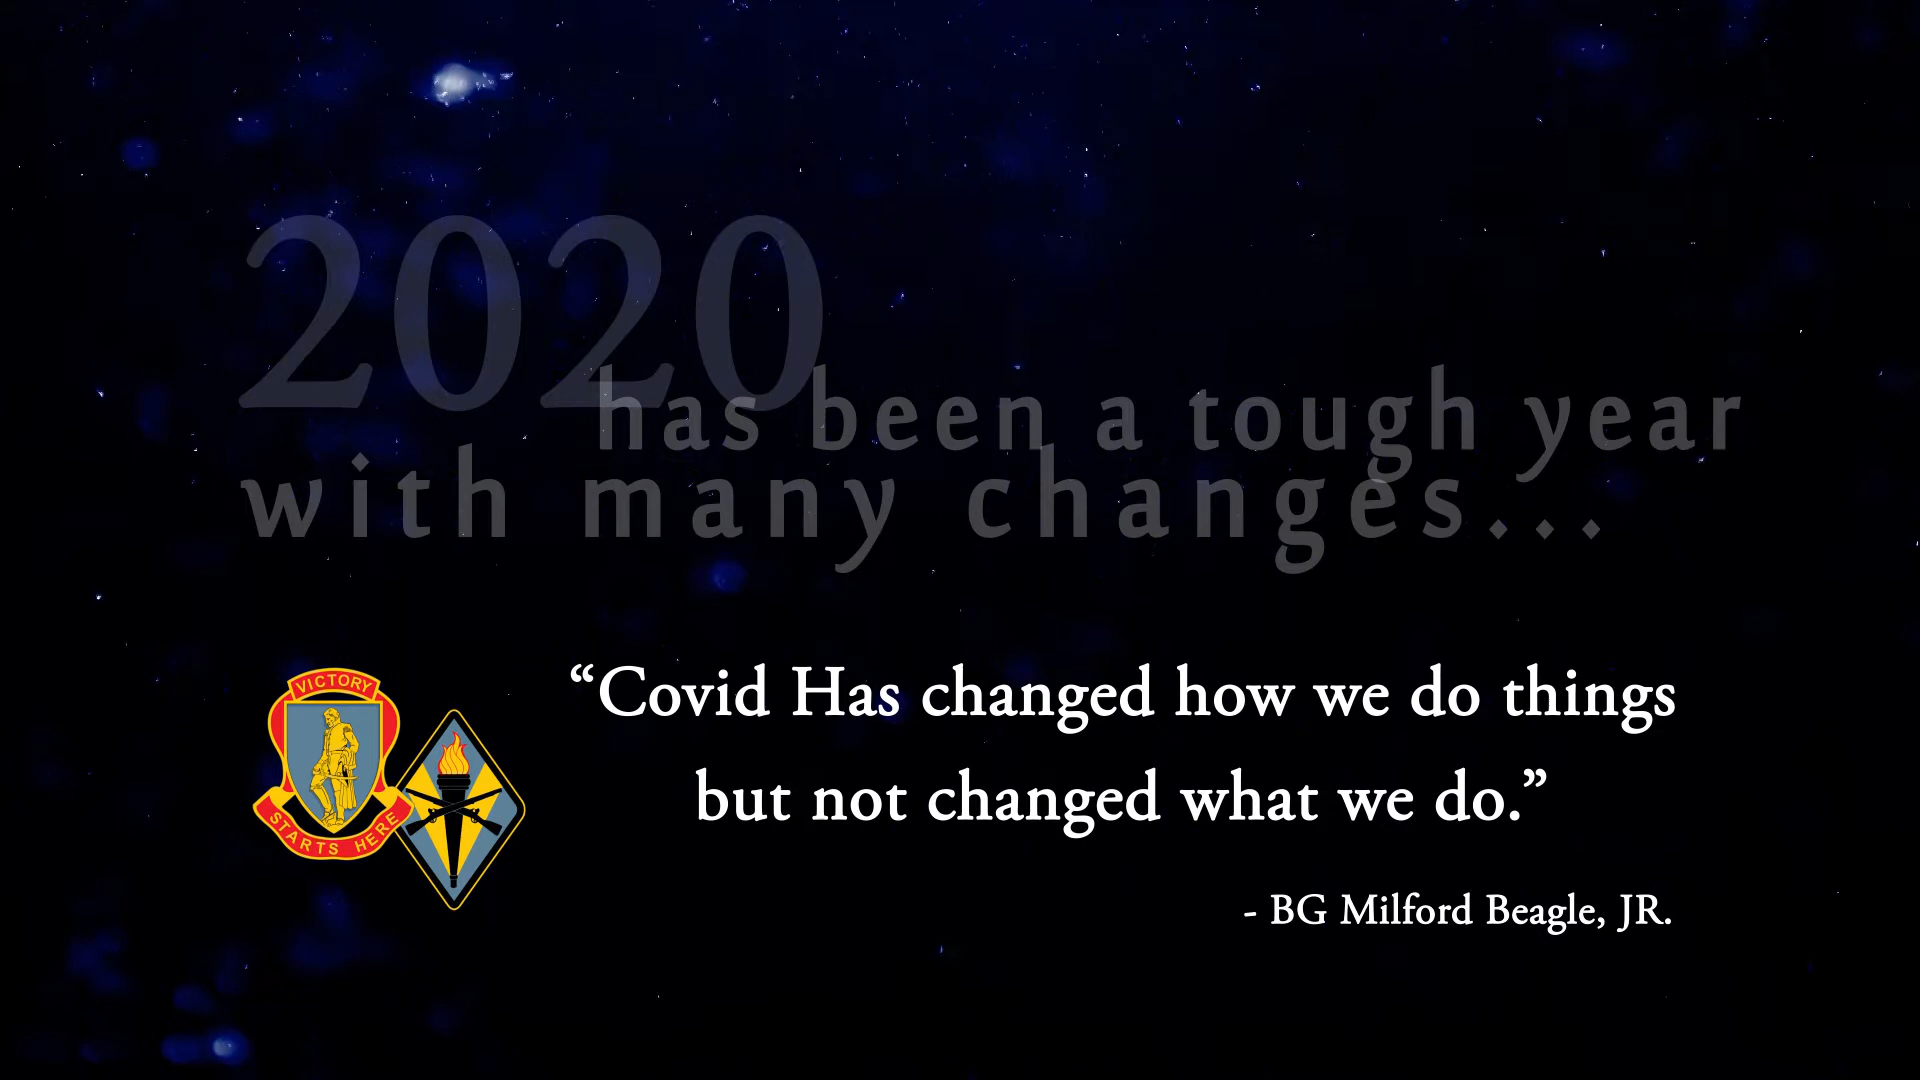 2020
has been a tough year
with many changes...
VICTORY
STARTS HERE
“Covid Has changed how we do things
but not changed what we do.”
- BG Milford Beagle, JR.